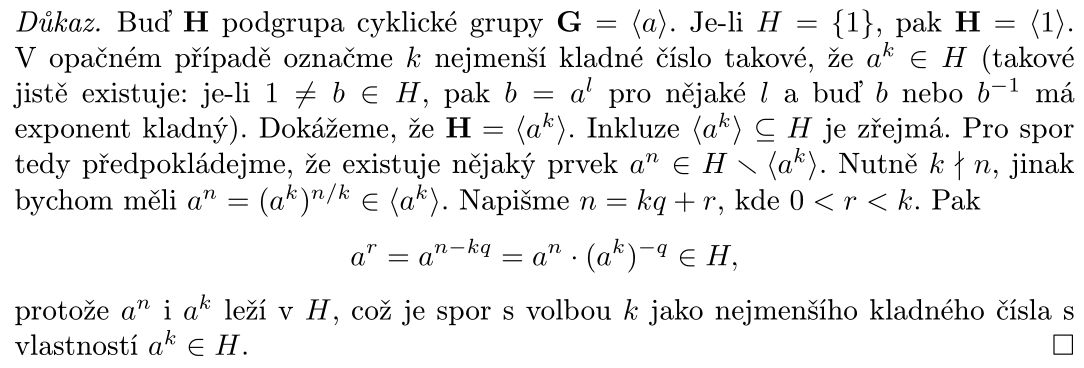 Důkaz. Buď H podgrupa cyklické grupy G = ⟨a⟩. Je-li H = {1}, pak H = ⟨1⟩.
V opačném případě označme k nejmenší kladné číslo takové, že a^k ∈ H (takové
jistě existuje: je-li 1 ≠ b ∈ H, pak b = a^l pro nějaké l a buď b nebo b^{−1} má
exponent kladný). Dokážeme, že H = ⟨a^k⟩. Inkluze ⟨a^k⟩ ⊆ H je zřejmá. Pro spor
tedy předpokládejme, že existuje nějaký prvek a^n ∈ H ∖ ⟨a^k⟩. Nutně k ∤ n, jinak
bychom měli a^n = (a^k)^{n/k} ∈ ⟨a^k⟩. Napišme n = kq + r, kde 0 < r < k. Pak
a^r = a^{n−kq} = a^n · (a^k)^{−q} ∈ H,
protože a^n i a^k leží v H, což je spor s volbou k jako nejmenšího kladného čísla s
vlastností a^k ∈ H. □